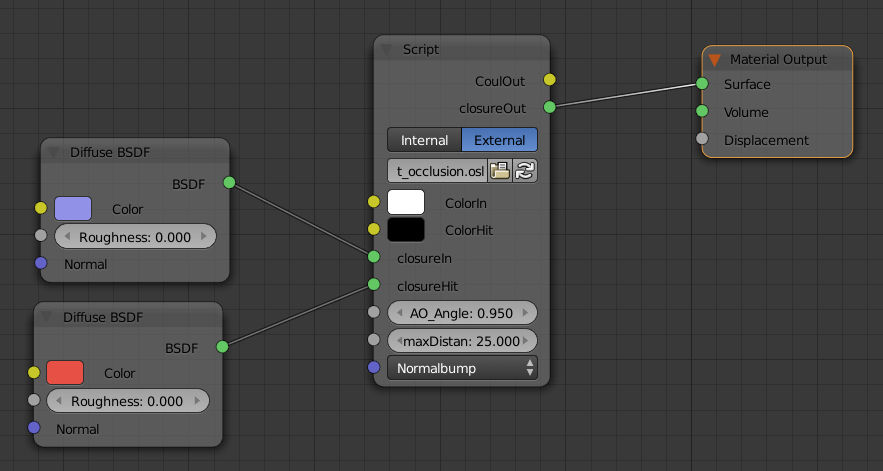 Script
CoulOut
closureOut
Internal External
t_occlusion.osl
ColorIn
ColorHit
closureIn
closureHit
AO_Angle: 0.950
maxDistan: 25.000
Normalbump
Material Output
Surface
Volume
Displacement
Diffuse BSDF
BSDF
Color
Roughness: 0.000
Normal
Diffuse BSDF
BSDF
Color
Roughness: 0.000
Normal